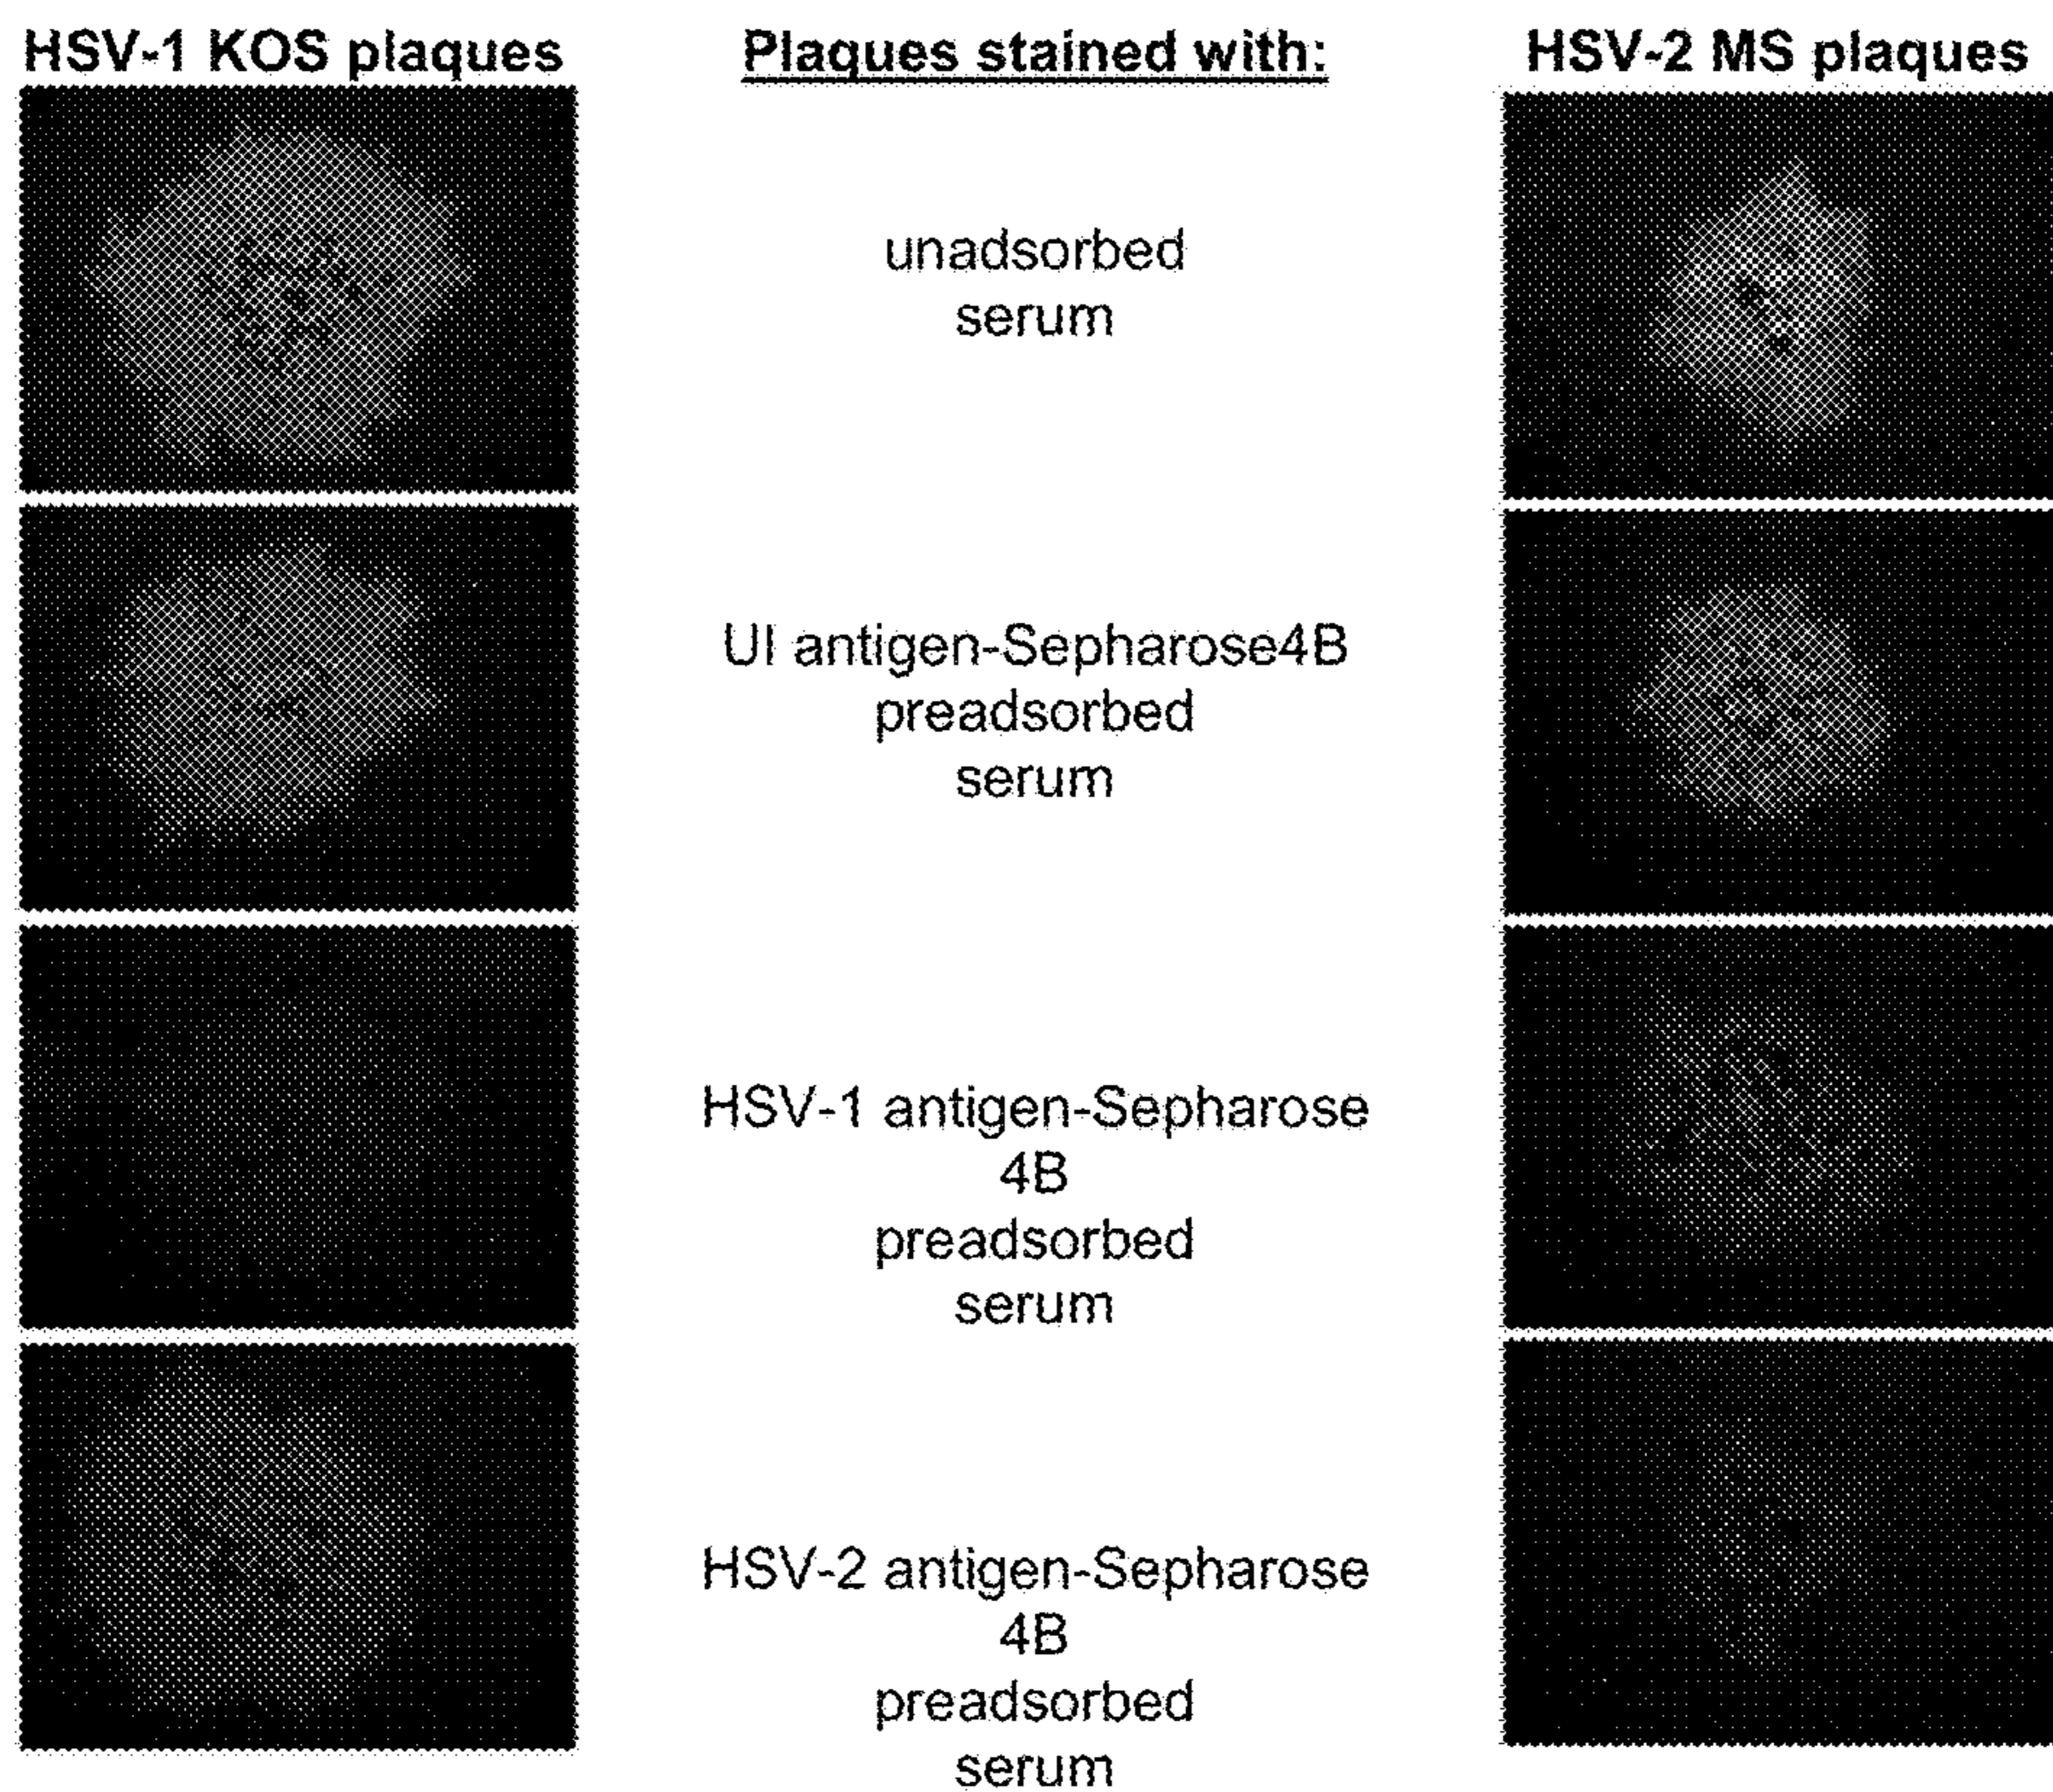 HSV-1 KOS plaques
Plaques stained with:
HSV-2 MS plaques
unadsorbed
serum
UI antigen-Sepharose4B
preadsorbed
serum
HSV-1 antigen-Sepharose
4B
preadsorbed
serum
HSV-2 antigen-Sepharose
4B
preadsorbed
serum